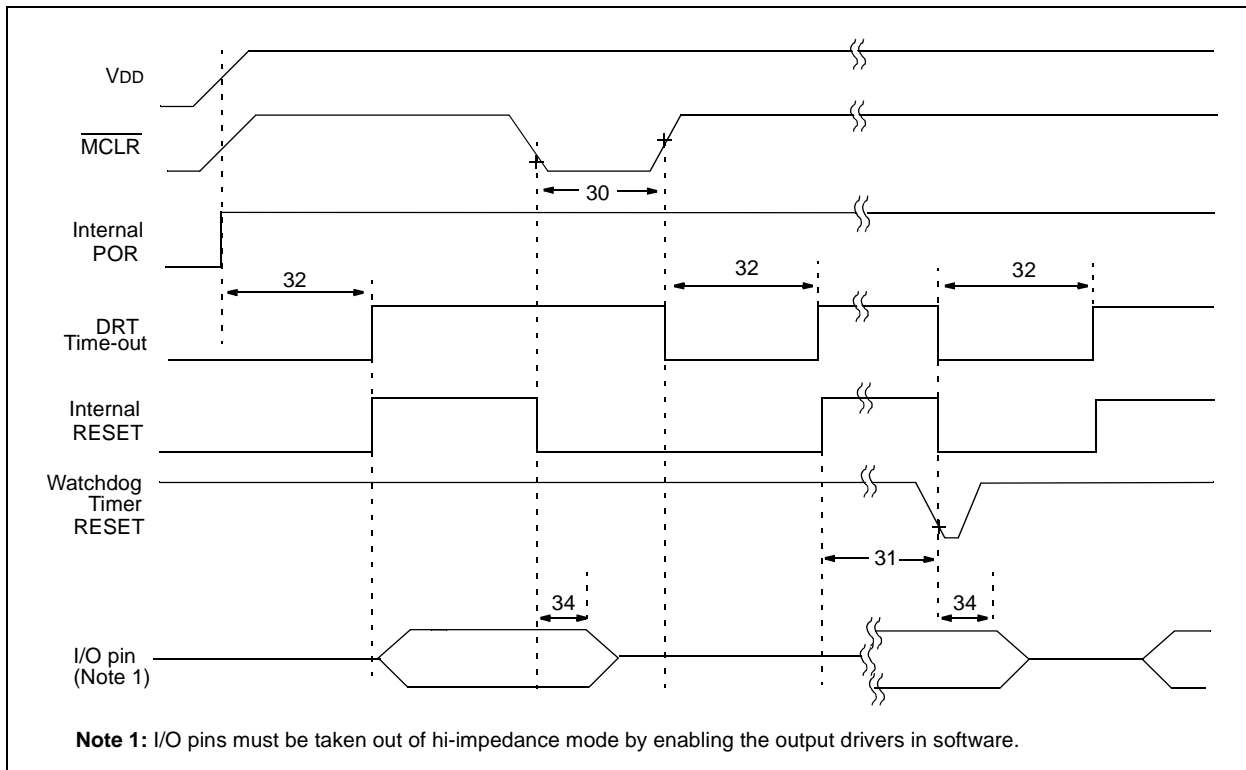 VDD
MCLR
30
Internal
POR
32
32
32
DRT
Time-out
Internal
RESET
Watchdog
Timer
RESET
31
34
34
I/O pin
(Note 1)
Note 1: I/O pins must be taken out of hi-impedance mode by enabling the output drivers in software.